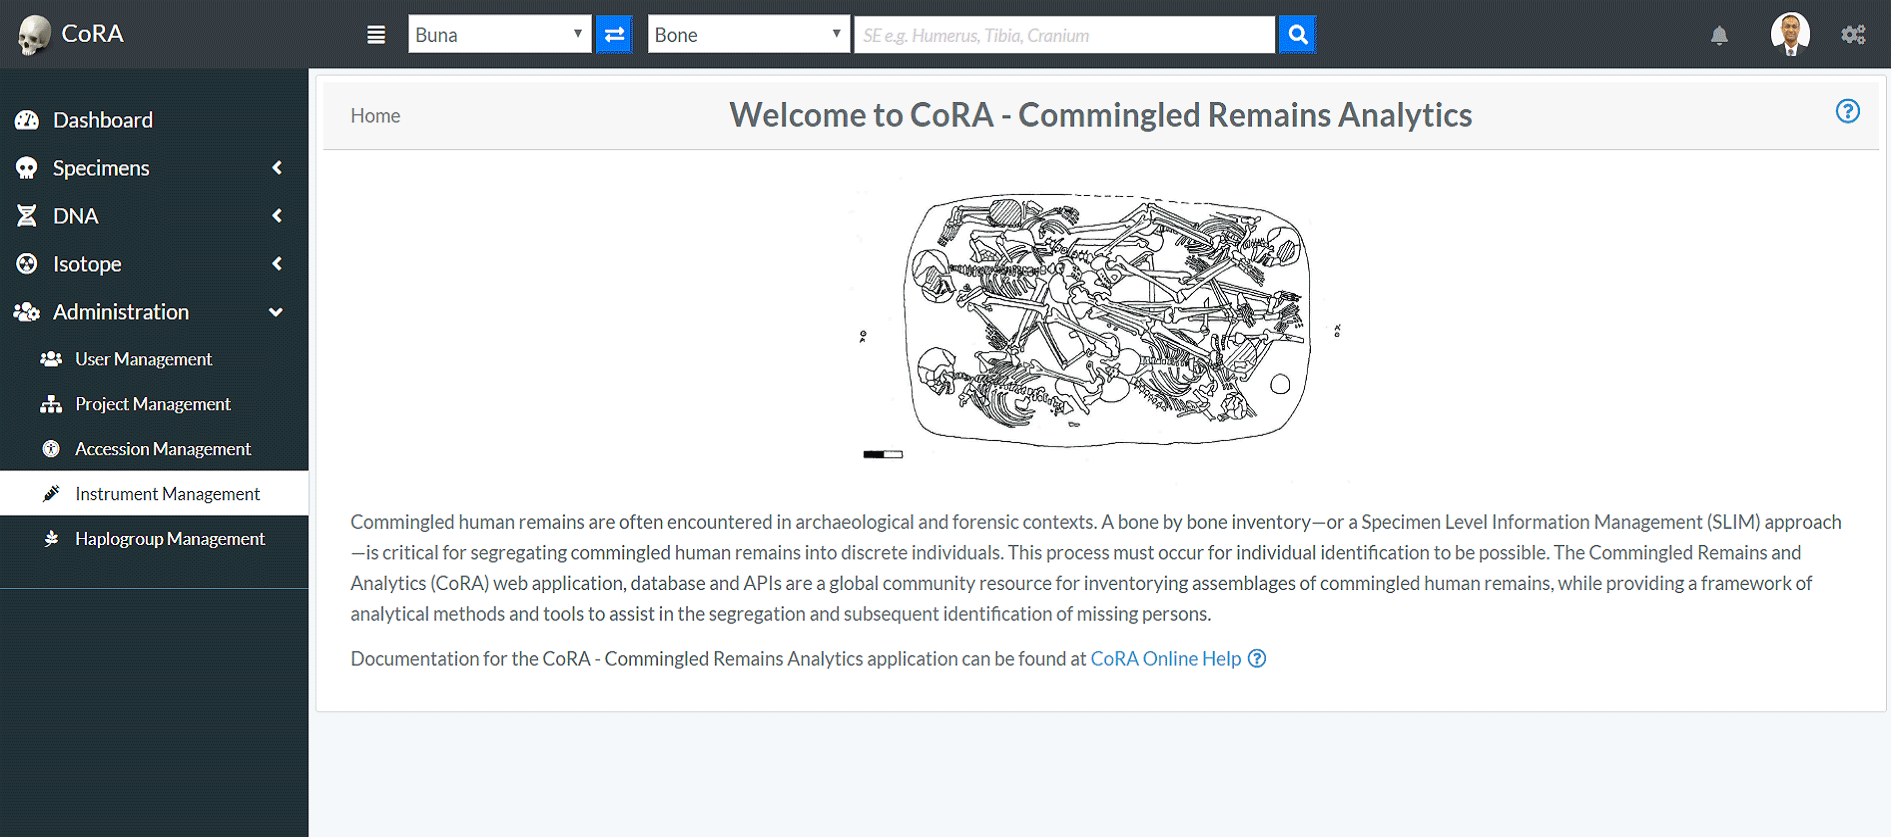 CoRA
Buna
Bone
SE e.g. Humerus, Tibia, Cranium
Dashboard
Specimens
DNA
Isotope
Administration
User Management
Project Management
Accession Management
Instrument Management
Haplogroup Management
Home
Welcome to CoRA - Commingled Remains Analytics
Commingled human remains are often encountered in archaeological and forensic contexts. A bone by bone inventory—or a Specimen Level Information Management (SLIM) approach
—is critical for segregating commingled human remains into discrete individuals. This process must occur for individual identification to be possible. The Commingled Remains and
Analytics (CoRA) web application, database and APIs are a global community resource for inventorying assemblages of commingled human remains, while providing a framework of
analytical methods and tools to assist in the segregation and subsequent identification of missing persons.
Documentation for the CoRA - Commingled Remains Analytics application can be found at CoRA Online Help